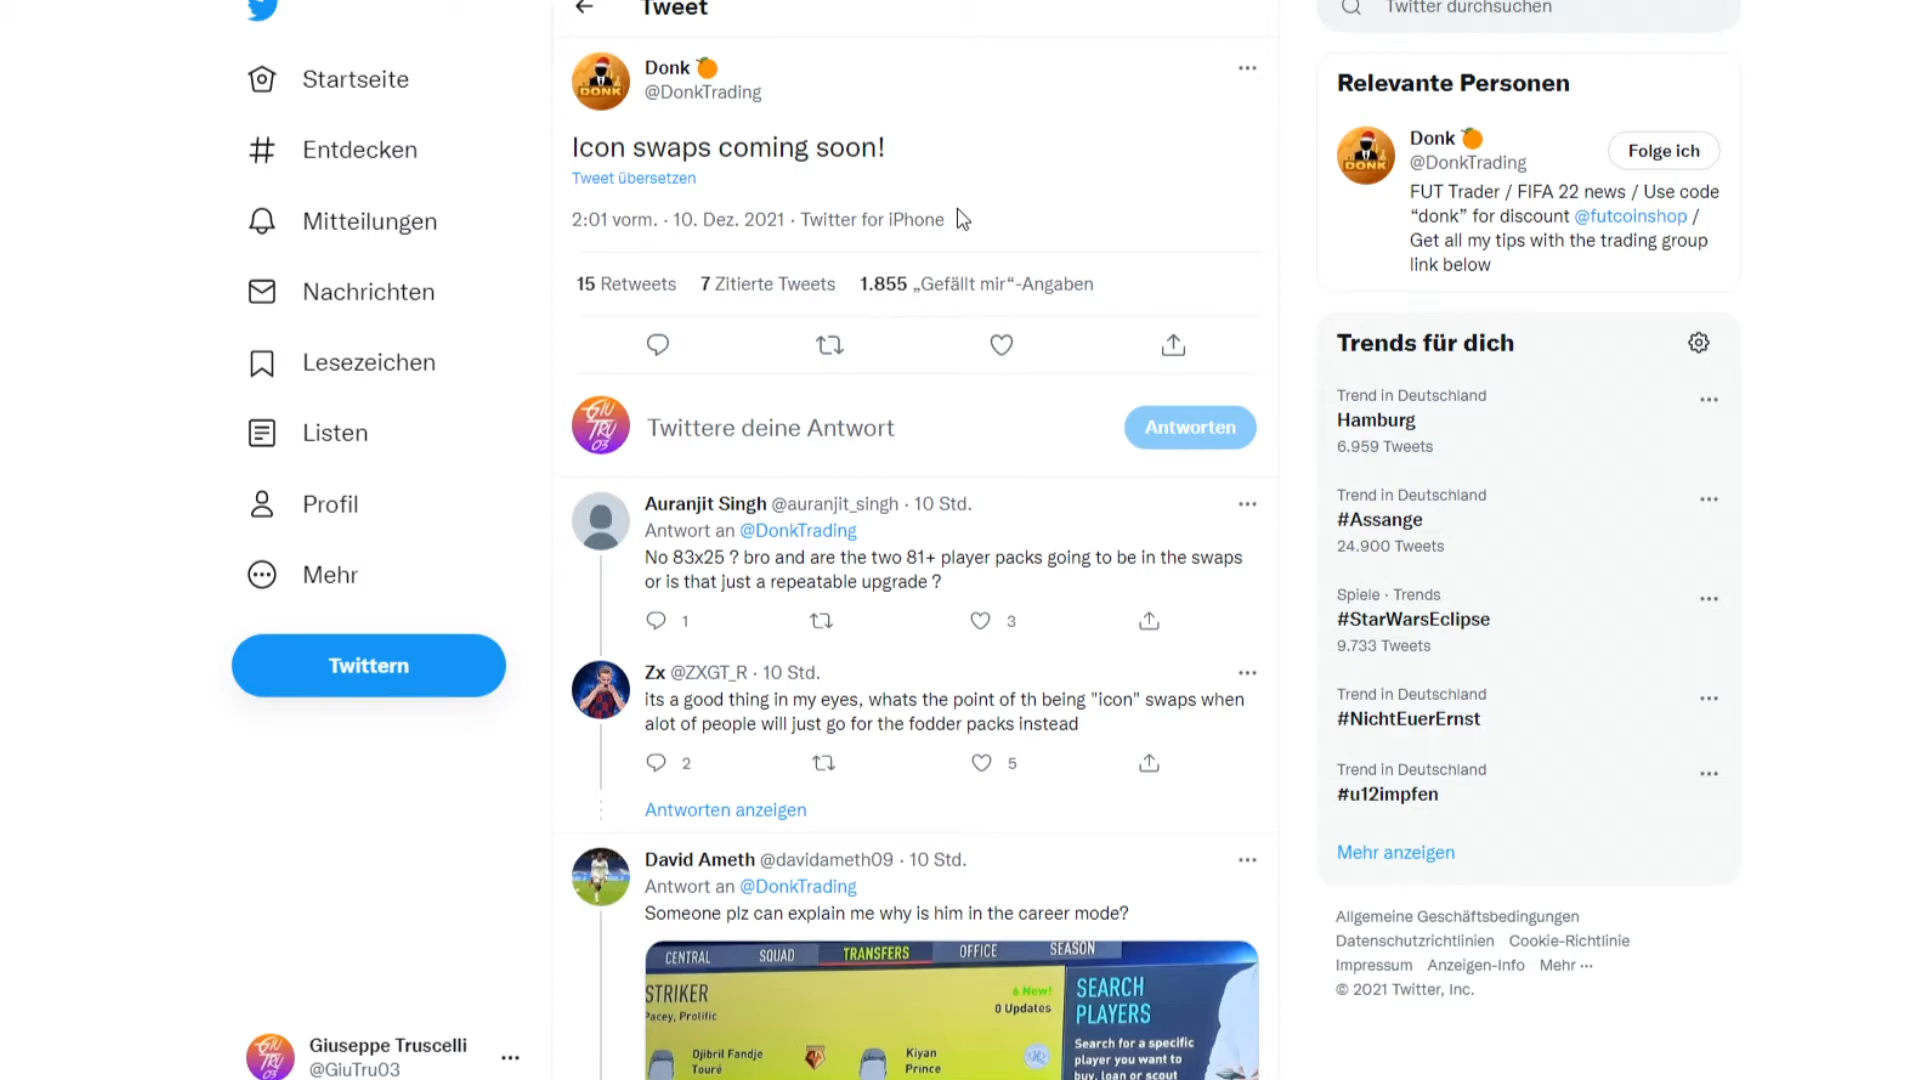 Tweet
Twitter durchsuchen
Startseite
Entdecken
Mitteilungen
Nachrichten
Lesezeichen
Listen
Profil
Mehr
Twittern
Giuseppe Truscelli
@GiuTru03
DONK
Donk
@DonkTrading
Icon swaps coming soon!
Tweet übersetzen
2:01 vorm. · 10. Dez. 2021 · Twitter for iPhone
15 Retweets 7 Zitierte Tweets 1.855 „Gefällt mir“-Angaben
GIU
TRU
03
Twittere deine Antwort
Antworten
Auranjit Singh @auranjit_singh · 10 Std.
Antwort an @DonkTrading
No 83x25 ? bro and are the two 81+ player packs going to be in the swaps
or is that just a repeatable upgrade ?
1
3
Zx @ZXGT_R · 10 Std.
its a good thing in my eyes, whats the point of th being "icon" swaps when
alot of people will just go for the fodder packs instead
2
5
Antworten anzeigen
David Ameth @davidameth09 · 10 Std.
Antwort an @DonkTrading
Someone plz can explain me why is him in the career mode?
CENTRAL SQUAD TRANSFERS OFFICE SEASON
STRIKER
Pacey, Prolific
6 New!
0 Updates
Djibril Fandje
Touré
Kiyan
Prince
SEARCH
PLAYERS
Search for a specific
player you want to
buy, loan or scout
Relevante Personen
DONK
Donk
@DonkTrading
Folge ich
FUT Trader / FIFA 22 news / Use code
“donk” for discount @futcoinshop /
Get all my tips with the trading group
link below
Trends für dich
Trend in Deutschland
Hamburg
6.959 Tweets
Trend in Deutschland
#Assange
24.900 Tweets
Spiele · Trends
#StarWarsEclipse
9.733 Tweets
Trend in Deutschland
#NichtEuerErnst
Trend in Deutschland
#u12impfen
Mehr anzeigen
Allgemeine Geschäftsbedingungen
Datenschutzrichtlinien Cookie-Richtlinie
Impressum Anzeigen-Info Mehr ···
© 2021 Twitter, Inc.